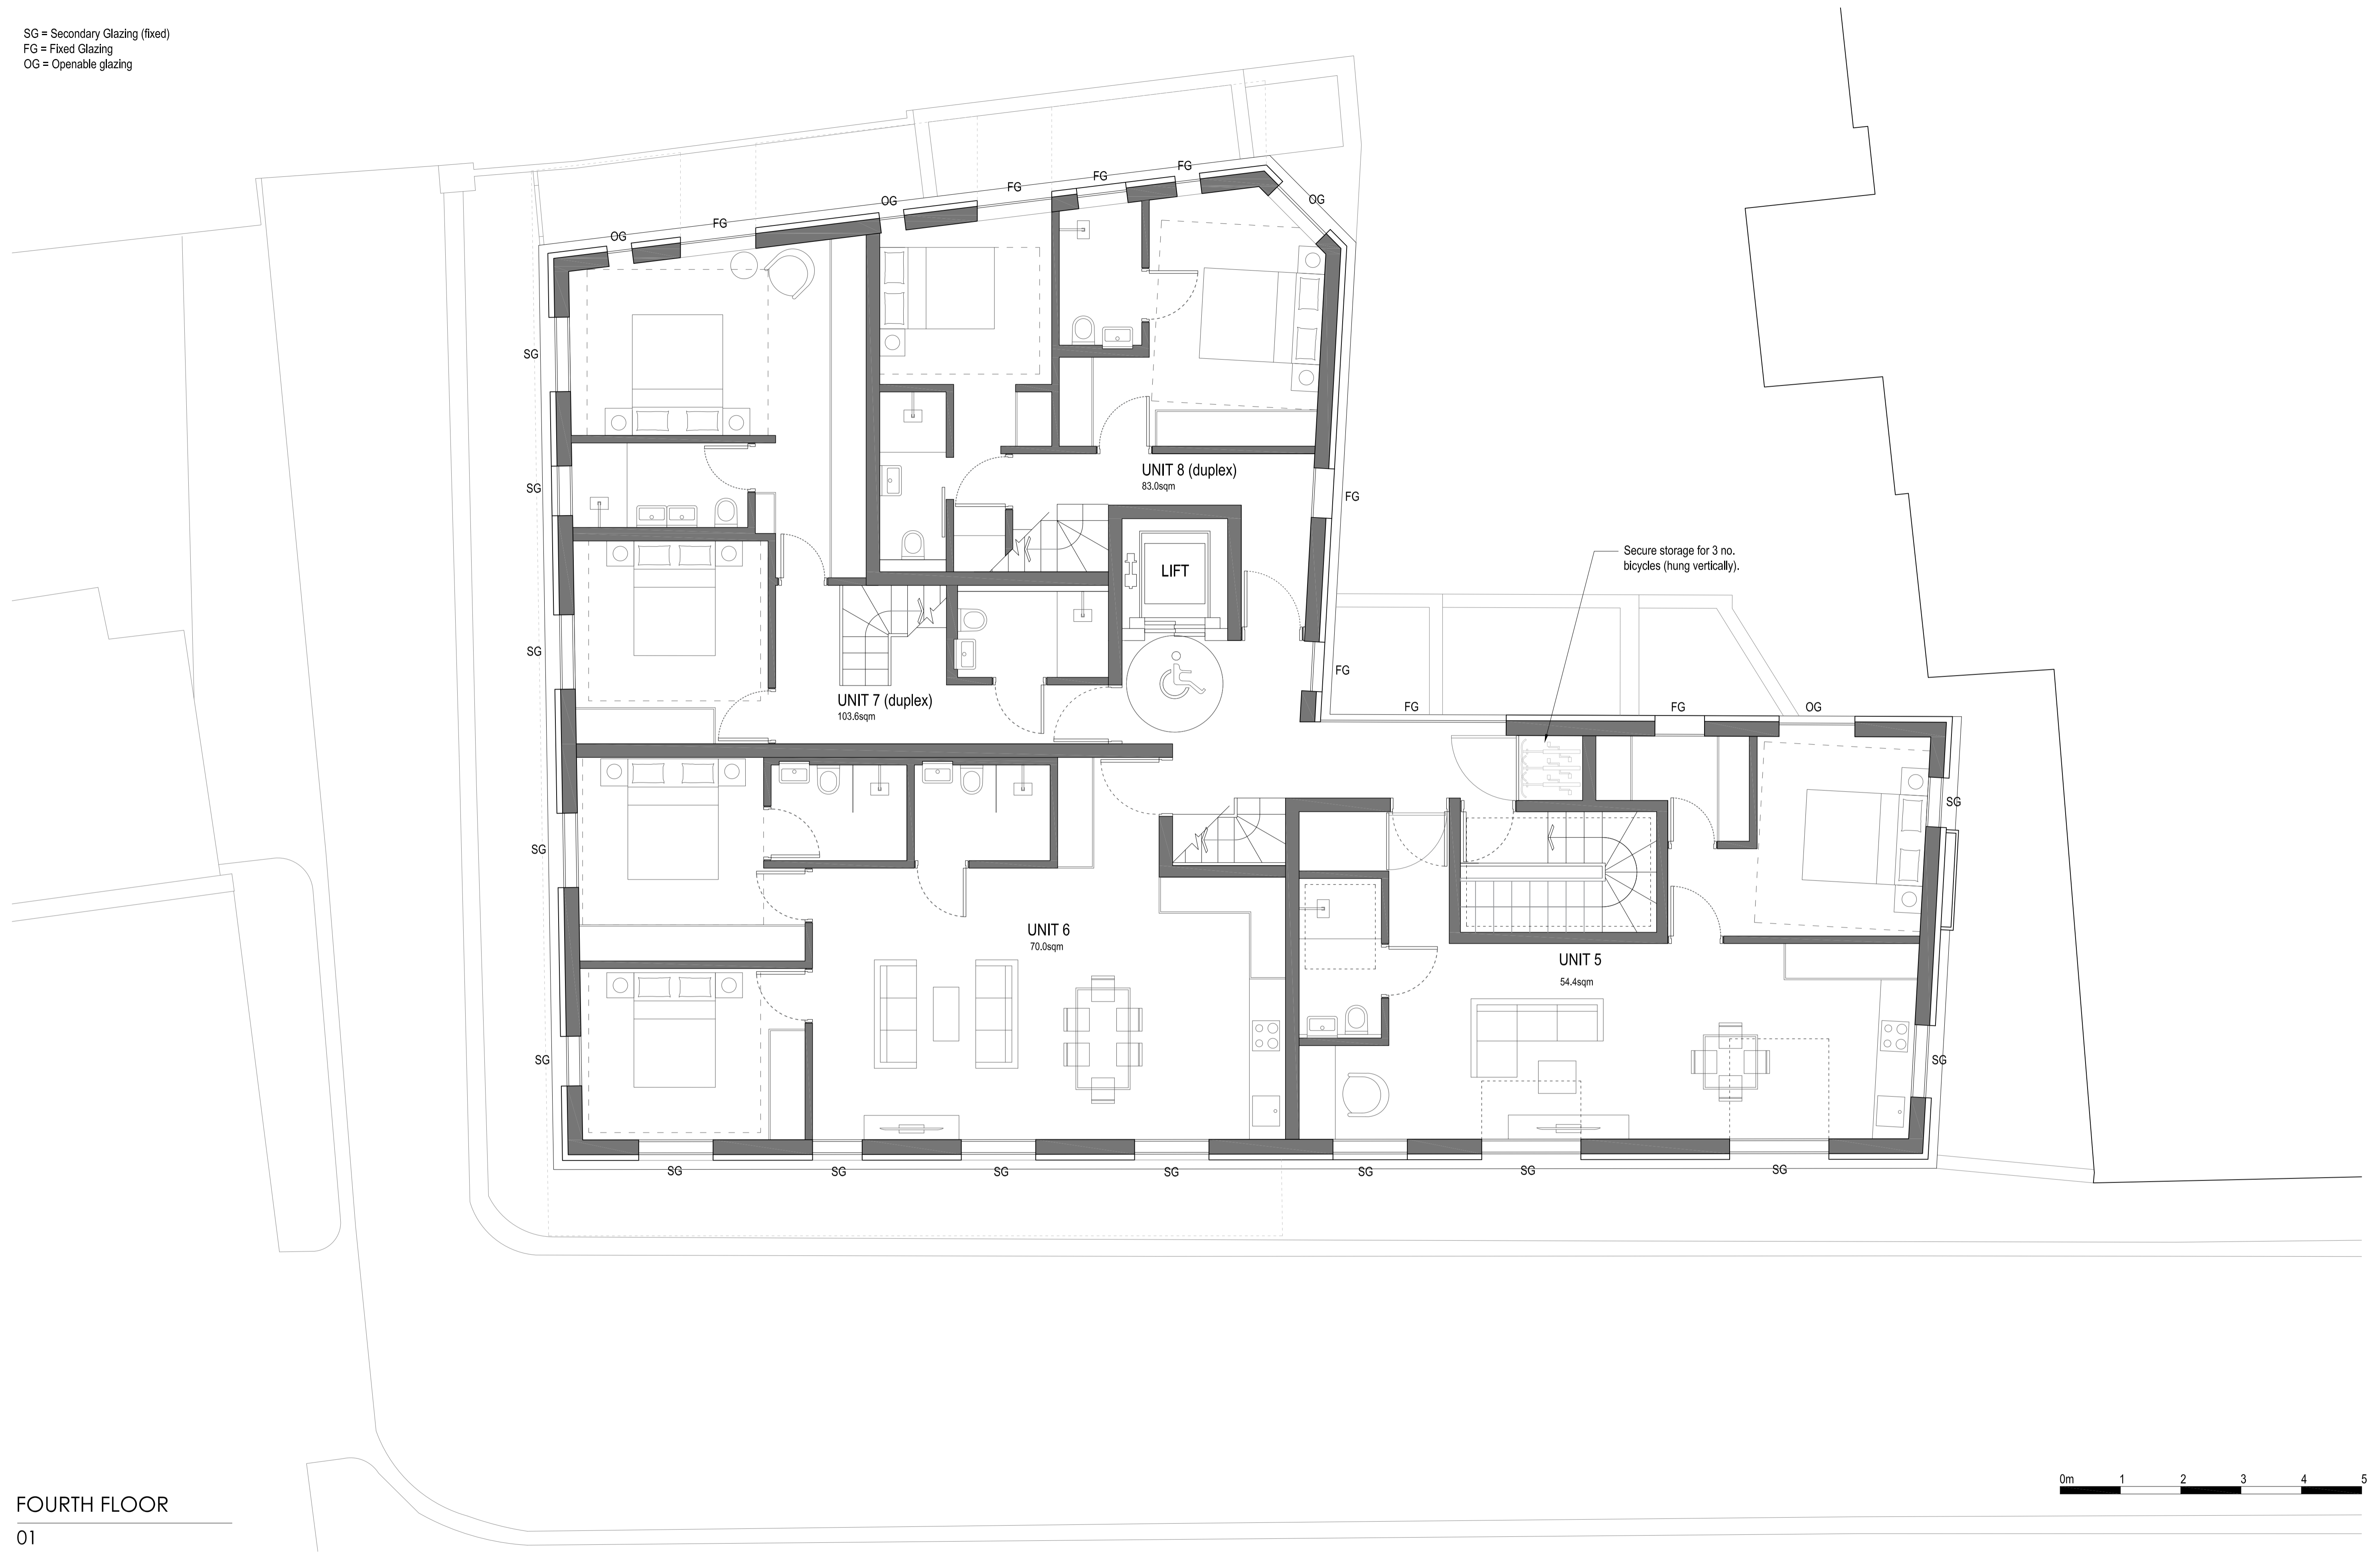 SG = Secondary Glazing (fixed)
FG = Fixed Glazing
OG = Openable glazing
FG
FG
FG
OG
OG
FG
OG
SG
SG
UNIT 8 (duplex)
83.0sqm
FG
Secure storage for 3 no.
bicycles (hung vertically).
LIFT
SG
FG
UNIT 7 (duplex)
103.6sqm
FG
FG
OG
SG
SG
UNIT 6
70.0sqm
UNIT 5
54.4sqm
SG
SG
SG
SG
SG
SG
SG
SG
SG
0m 1 2 3 4 5
FOURTH FLOOR
01